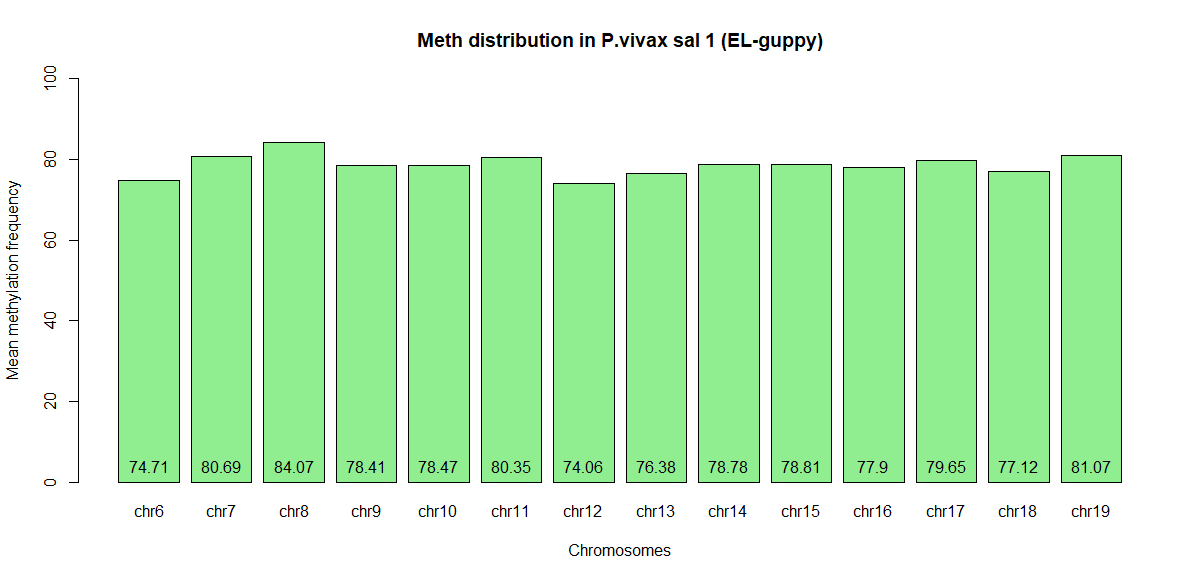 Meth distribution in P.vivax sal 1 (EL-guppy)
Mean methylation frequency
100
80
60
40
20
0
74.71 80.69 84.07 78.41 78.47 80.35 74.06 76.38 78.78 78.81 77.9 79.65 77.12 81.07
chr6 chr7 chr8 chr9 chr10 chr11 chr12 chr13 chr14 chr15 chr16 chr17 chr18 chr19
Chromosomes